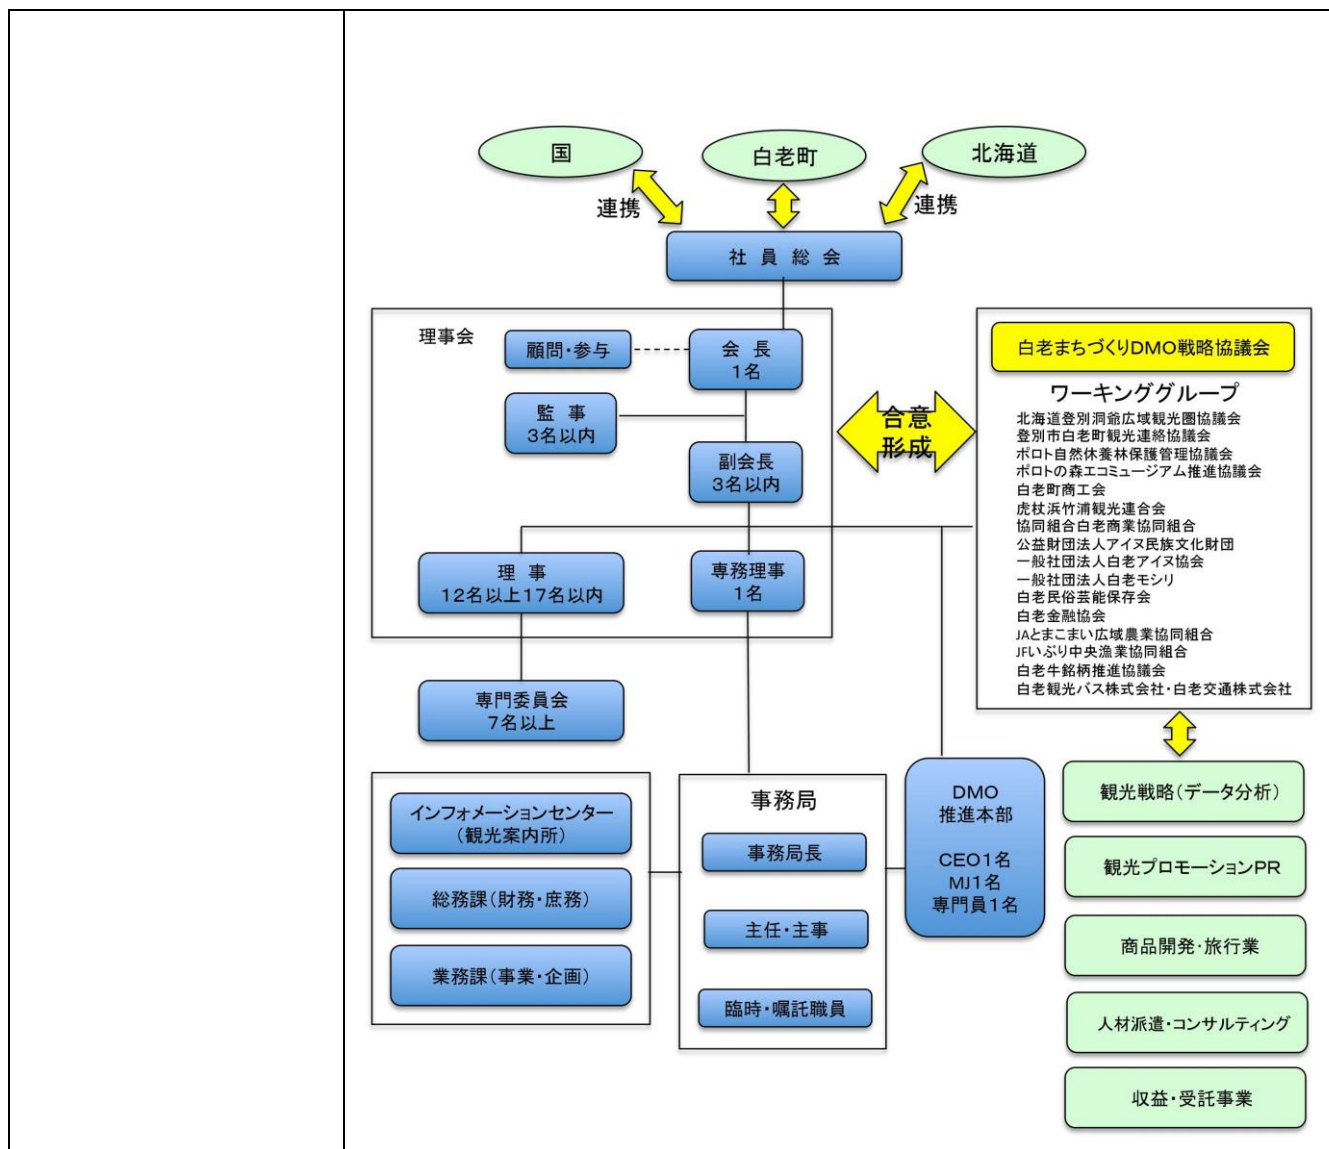 国
白老町
北海道
連携
連携
社 員 総 会
理事会
顧問・参与
会 長
1名
監 事
3名以内
副会長
3名以内
理 事
12名以上17名以内
専務理事
1名
専門委員会
7名以上
合意
形成
白老まちづくりDMO戦略協議会
ワーキンググループ
北海道登別洞爺広域観光圏協議会
登別市白老町観光連絡協議会
ポロト自然休養林保護管理協議会
ポロトの森エコミュージアム推進協議会
白老町商工会
虎杖浜竹浦観光連合会
協同組合白老商業協同組合
公益財団法人アイヌ民族文化財団
一般社団法人白老アイヌ協会
一般社団法人白老モシリ
白老民俗芸能保存会
白老金融協会
JAとまこまい広域農業協同組合
JFいぶり中央漁業協同組合
白老牛銘柄推進協議会
白老観光バス株式会社・白老交通株式会社
インフォメーションセンター
(観光案内所)
総務課(財務・庶務)
業務課(事業・企画)
事務局
事務局長
主任・主事
臨時・嘱託職員
DMO
推進本部
CEO1名
MJ1名
専門員1名
観光戦略(データ分析)
観光プロモーションPR
商品開発・旅行業
人材派遣・コンサルティング
収益・受託事業